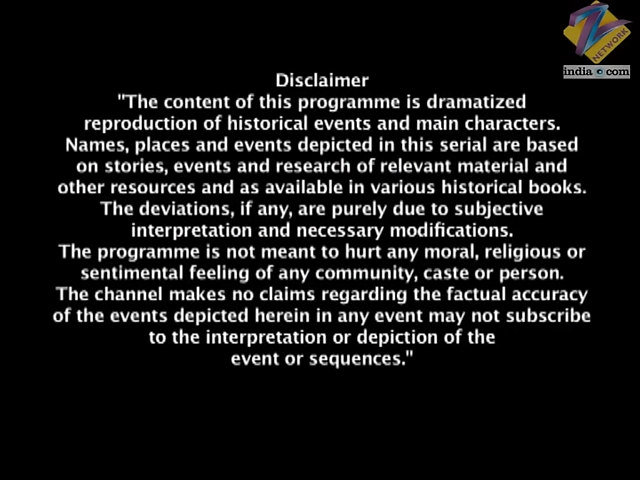 Z
NETWORK
india.com
Disclaimer
"The content of this programme is dramatized
reproduction of historical events and main characters.
Names, places and events depicted in this serial are based
on stories, events and research of relevant material and
other resources and as available in various historical books.
The deviations, if any, are purely due to subjective
interpretation and necessary modifications.
The programme is not meant to hurt any moral, religious or
sentimental feeling of any community, caste or person.
The channel makes no claims regarding the factual accuracy
of the events depicted herein in any event may not subscribe
to the interpretation or depiction of the
event or sequences."